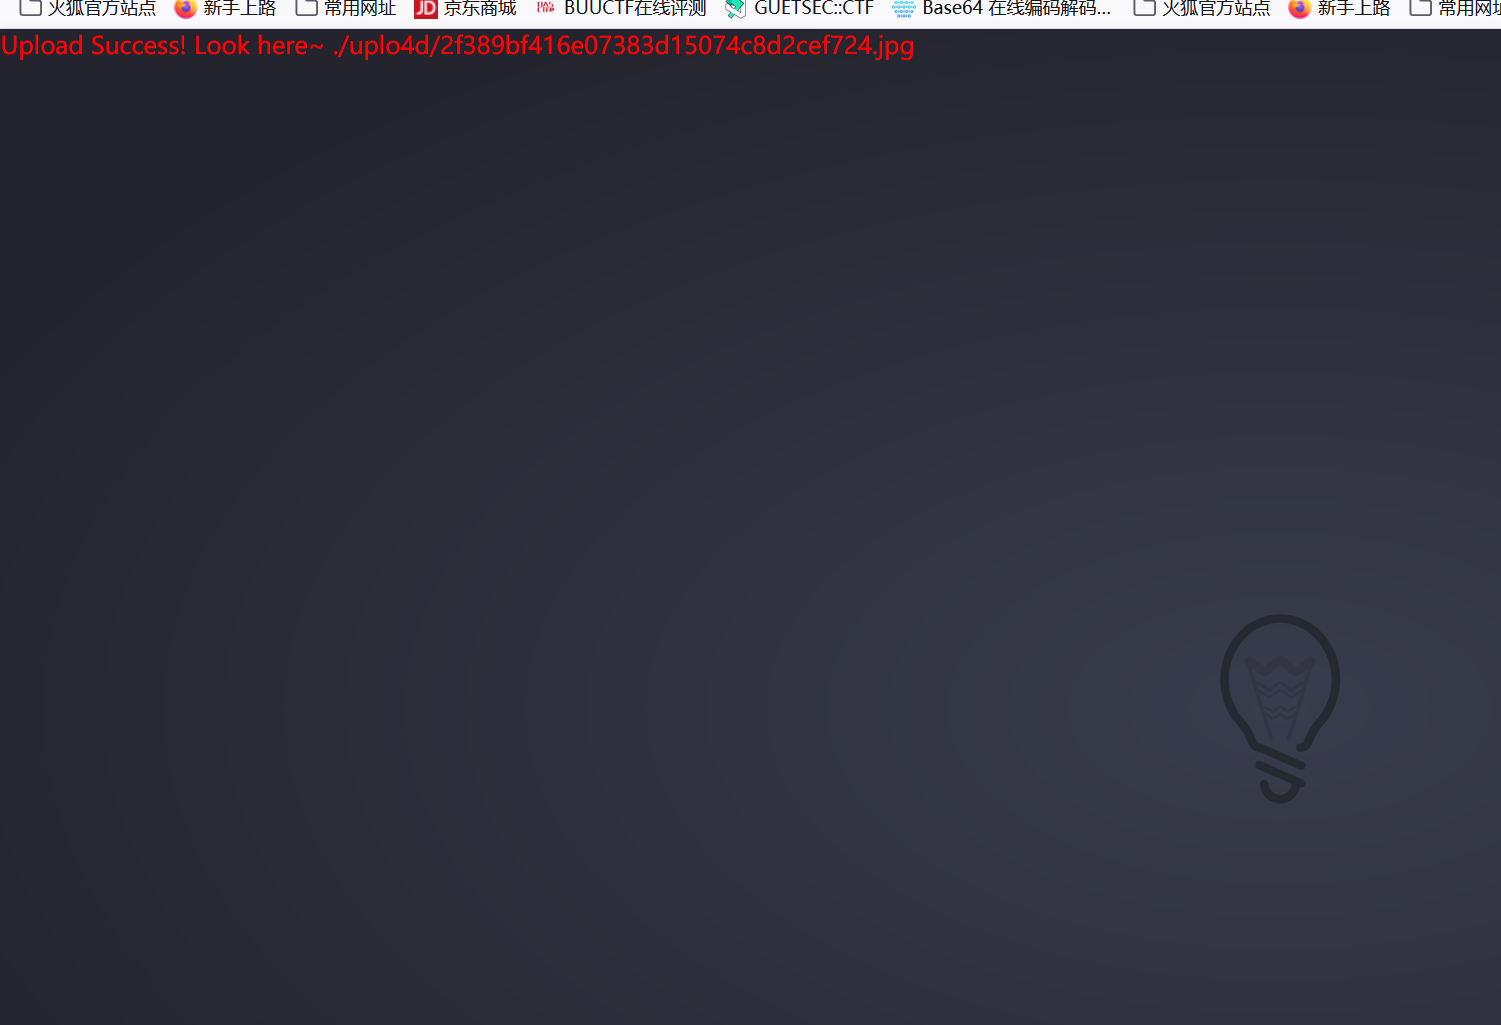 火狐官方站点 新手上路 常用网址 JD 京东商城 BUUCTF在线评测 GUETSEC::CTF Base64 在线编码解码... 火狐官方站点 新手上路 常用网址
Upload Success! Look here~ ./uplo4d/2f389bf416e07383d15074c8d2cef724.jpg